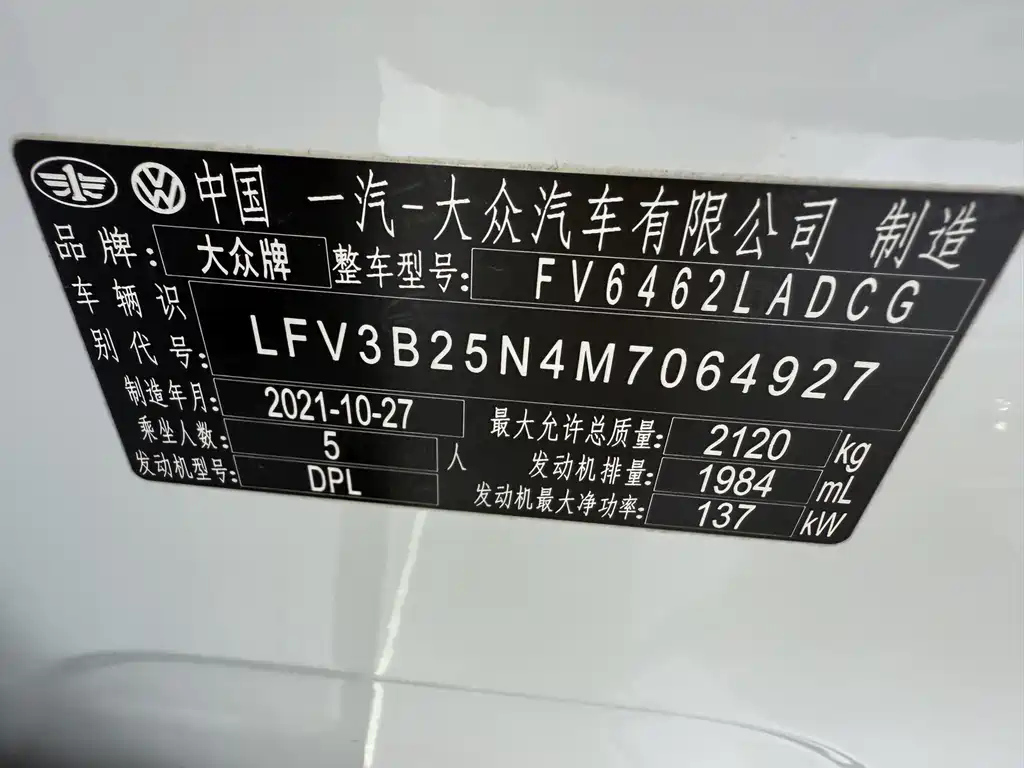 中国 一汽-大众汽车有限公司 制造
品牌: 大众牌 整车型号: FV6462LADCG
车辆识别代号: LFV3B25N4M7064927
制造年月: 2021-10-27 最大允许总质量: 2120 kg
乘坐人数: 5 人 发动机排量: 1984 mL
发动机型号: DPL 发动机最大净功率: 137 kW